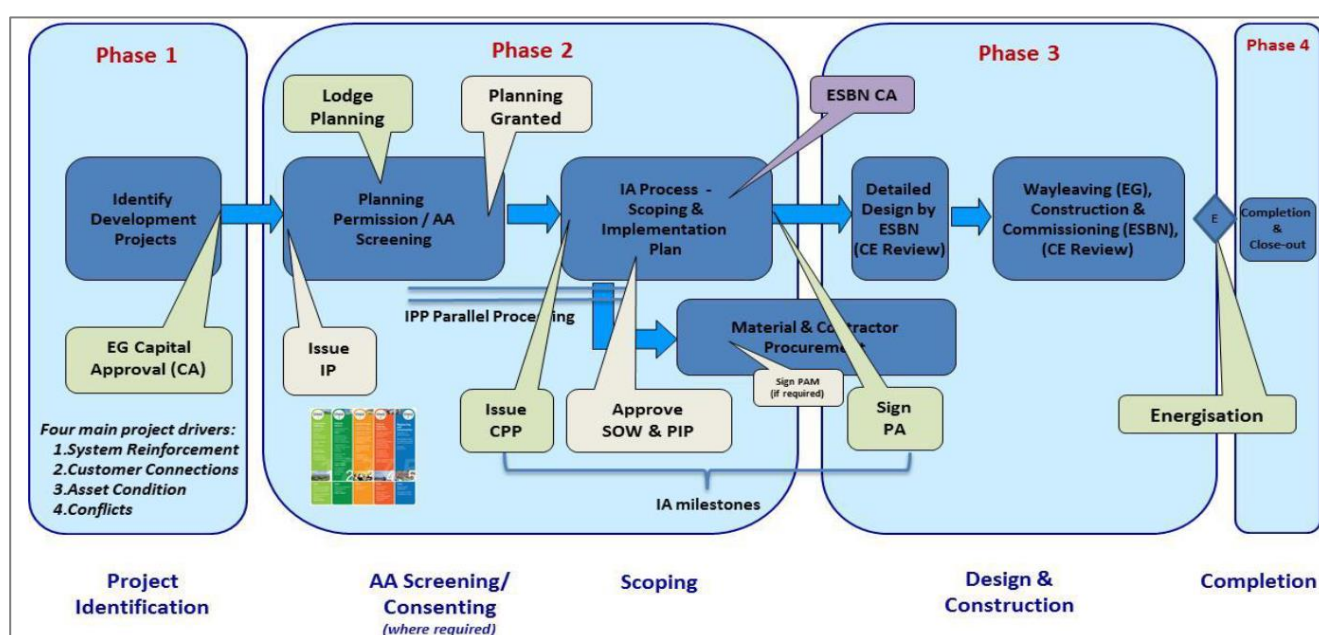 Phase 1
Phase 2
Phase 3
Phase 4
Lodge
Planning
Planning
Granted
ESBN CA
Identify
Development
Projects
Planning
Permission / AA
Screening
IA Process -
Scoping &
Implementation
Plan
Detailed
Design by
ESBN
(CE Review)
Wayleaving (EG),
Construction &
Commissioning (ESBN),
(CE Review)
E
Completion
&
Close-out
IPP Parallel Processing
Material & Contractor
Procurement
EG Capital
Approval (CA)
Issue
IP
Issue
CPP
Approve
SOW & PIP
Sign PAM
(if required)
Sign
PA
Energisation
Four main project drivers:
1.System Reinforcement
2.Customer Connections
3.Asset Condition
4.Conflicts
IA milestones
Project
Identification
AA Screening/
Consenting
(where required)
Scoping
Design &
Construction
Completion